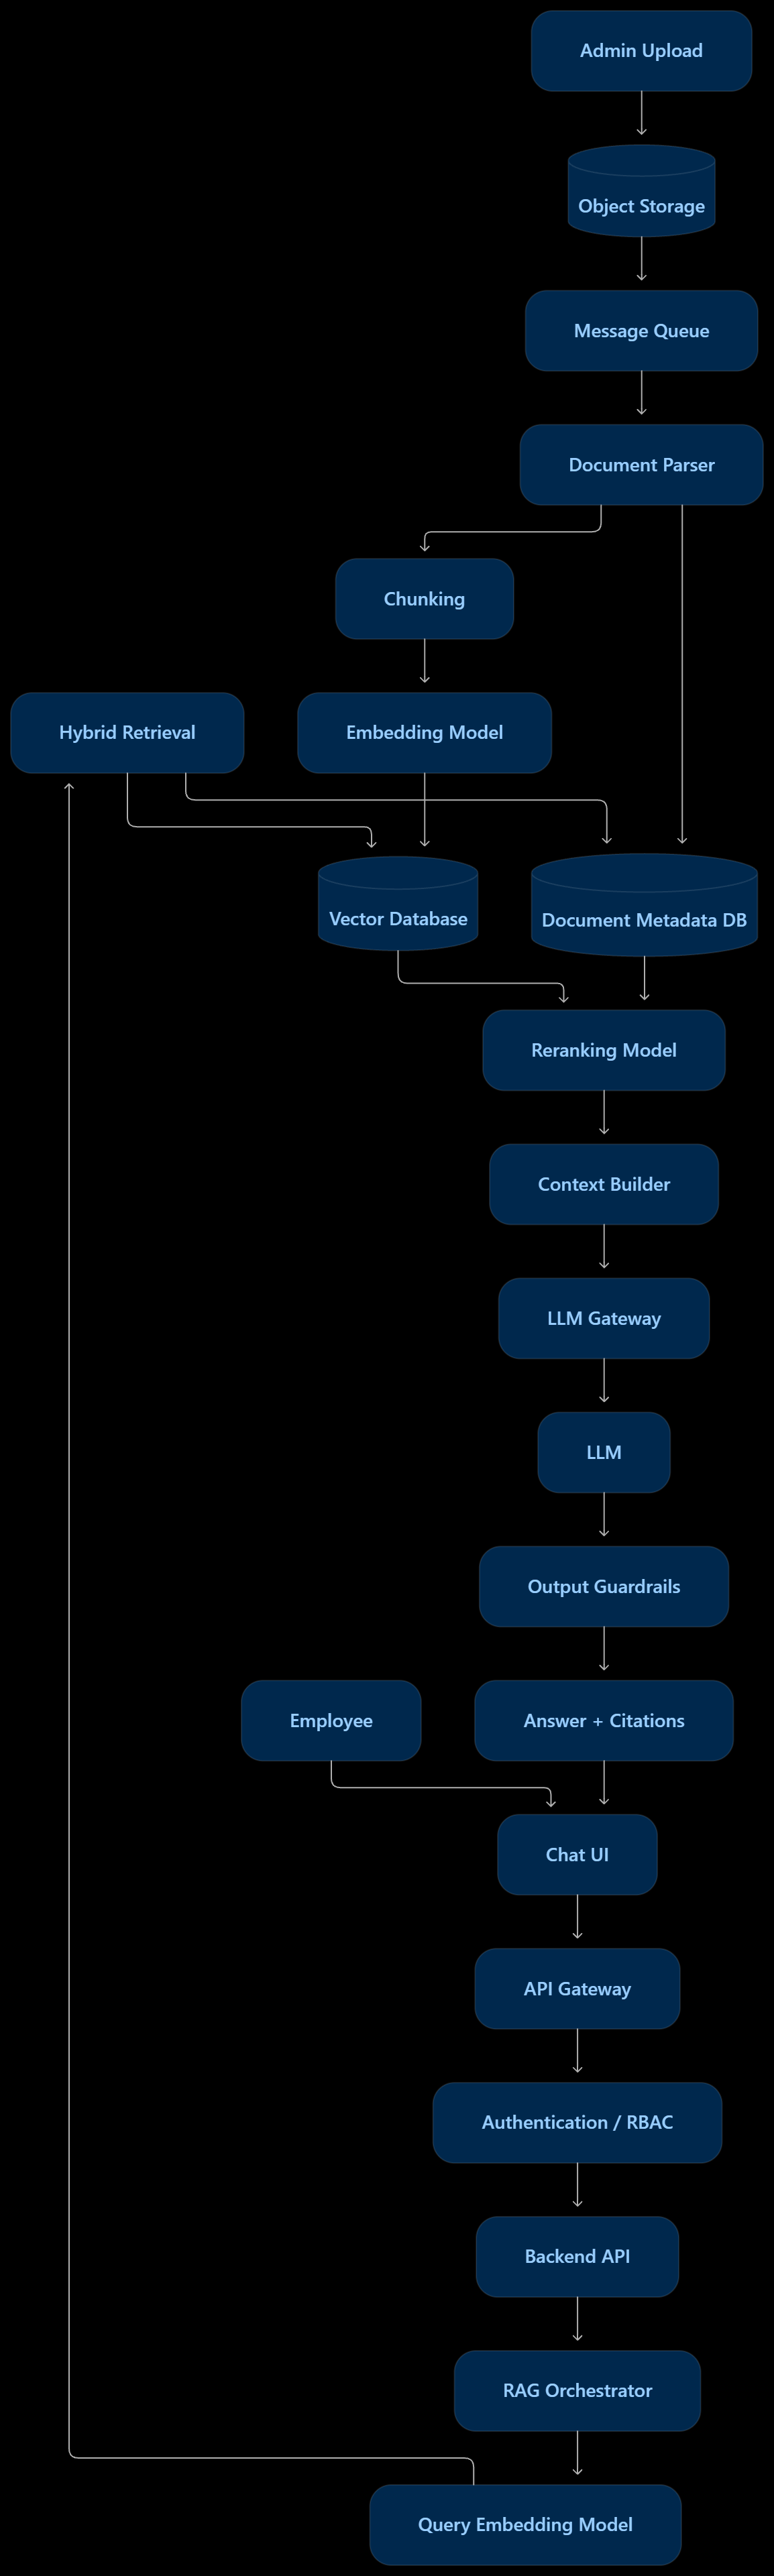 Admin Upload
Object Storage
Message Queue
Document Parser
Chunking
Hybrid Retrieval
Embedding Model
Vector Database
Document Metadata DB
Reranking Model
Context Builder
LLM Gateway
LLM
Output Guardrails
Employee
Answer + Citations
Chat UI
API Gateway
Authentication / RBAC
Backend API
RAG Orchestrator
Query Embedding Model